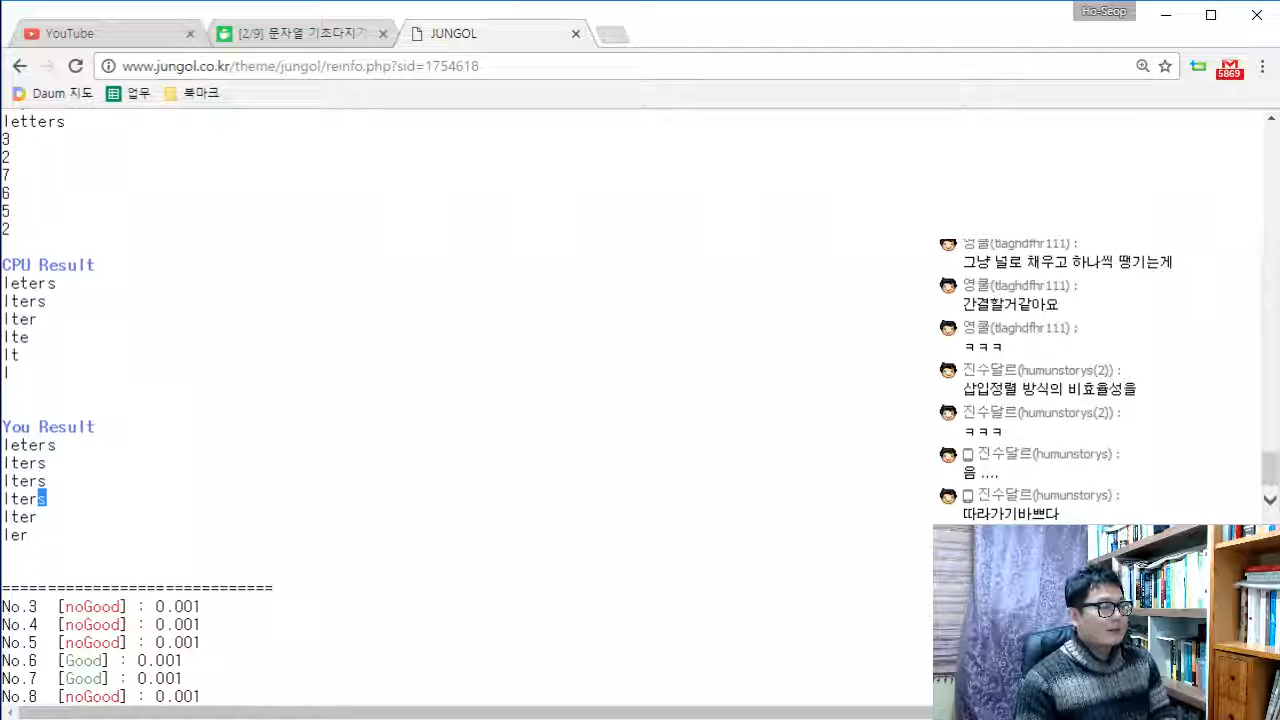 Ho-Seop
YouTube
[2/9] 문자열 기초다지기
JUNGOL
www.jungol.co.kr/theme/jungol/reinfo.php?sid=1754618
5869
Daum 지도
업무
북마크
letters
3
2
7
6
5
2
CPU Result
leters
lters
lter
lte
lt
l
You Result
leters
lters
lters
lters
lter
ler
==============================
No.3 [noGood] : 0.001
No.4 [noGood] : 0.001
No.5 [noGood] : 0.001
No.6 [Good] : 0.001
No.7 [Good] : 0.001
No.8 [noGood] : 0.001
영쿨(tlaghdfhr111) :
그냥 널로 채우고 하나씩 땡기는게
영쿨(tlaghdfhr111) :
간결할거같아요
영쿨(tlaghdfhr111) :
ㅋㅋㅋ
진수달르(humunstorys(2)) :
삽입정렬 방식의 비효율성을
진수달르(humunstorys(2)) :
ㅋㅋㅋ
진수달르(humunstorys) :
음 ....
진수달르(humunstorys) :
따라가기바쁘다